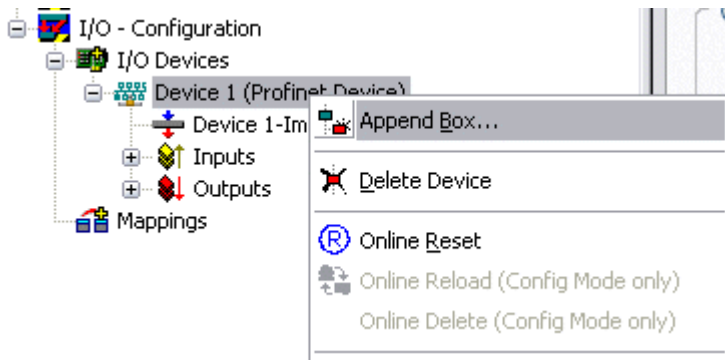 I/O - Configuration
I/O Devices
Device 1 (Profinet Device)
Device 1-Im
Inputs
Outputs
Mappings
Append Box...
Delete Device
Online Reset
Online Reload (Config Mode only)
Online Delete (Config Mode only)